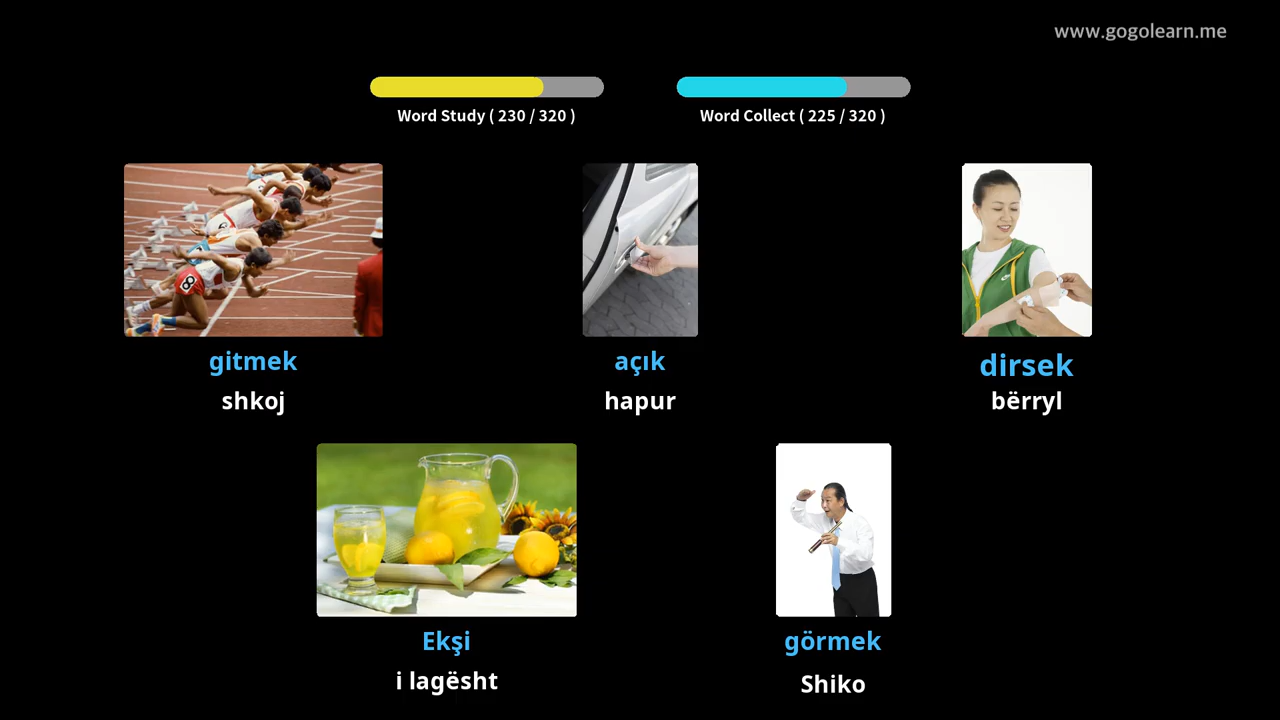 www.gogolearn.me
Word Study ( 230 / 320 )
Word Collect ( 225 / 320 )
gitmek
shkoj
açık
hapur
dirsek
bërryl
Ekşi
i lagësht
görmek
Shiko